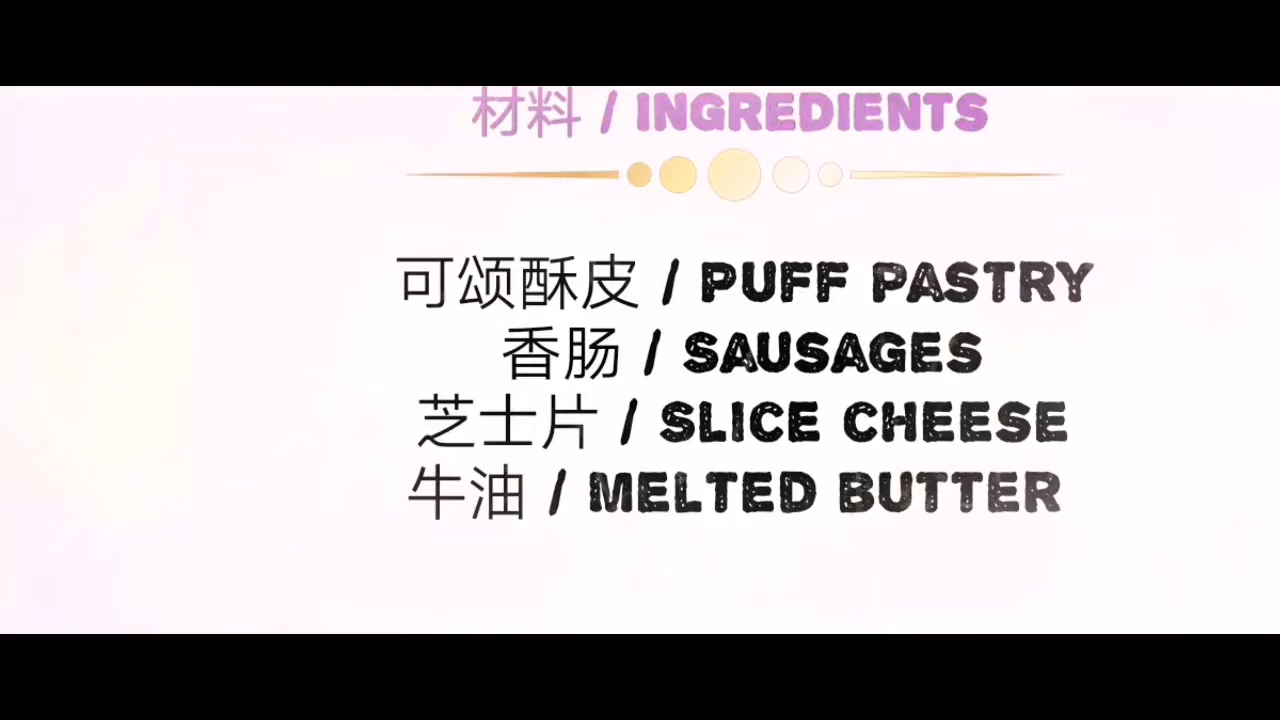 材料 / INGREDIENTS
可颂酥皮 / PUFF PASTRY
香肠 / SAUSAGES
芝士片 / SLICE CHEESE
牛油 / MELTED BUTTER